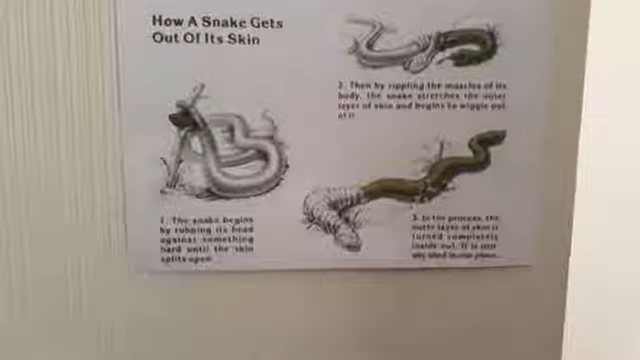 How A Snake Gets
Out Of Its Skin
1. The snake begins
by rubbing its head
against something
hard until the skin
splits open
2. Then by rippling the muscles of its
body, the snake stretches the outer
layer of skin and begins to wiggle out
of it
3. In the process, the
outer layer of skin is
turned completely
inside out. It is